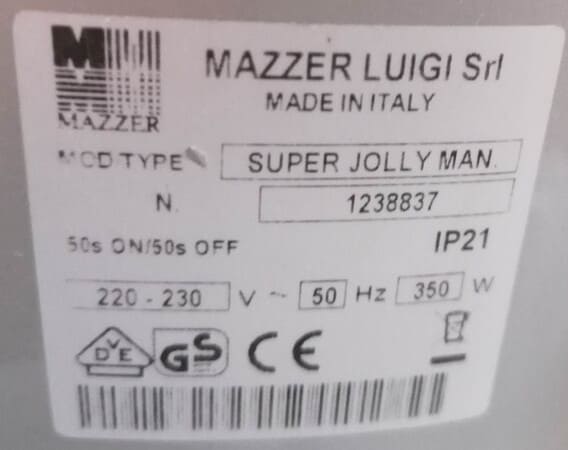 MAZZER LUIGI Srl
MADE IN ITALY
M
MAZZER
MOD TYPE SUPER JOLLY MAN.
N. 1238837
50s ON/50s OFF IP21
220 - 230 V ~ 50 Hz 350 W
DVE GS CE